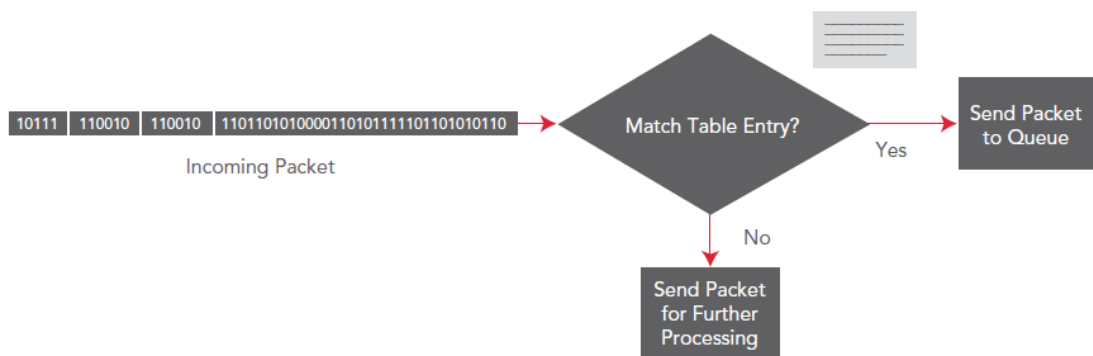 10111 110010 110010 11011010100001101011111101101010110
Incoming Packet
Match Table Entry?
Yes
Send Packet
to Queue
No
Send Packet
for Further
Processing